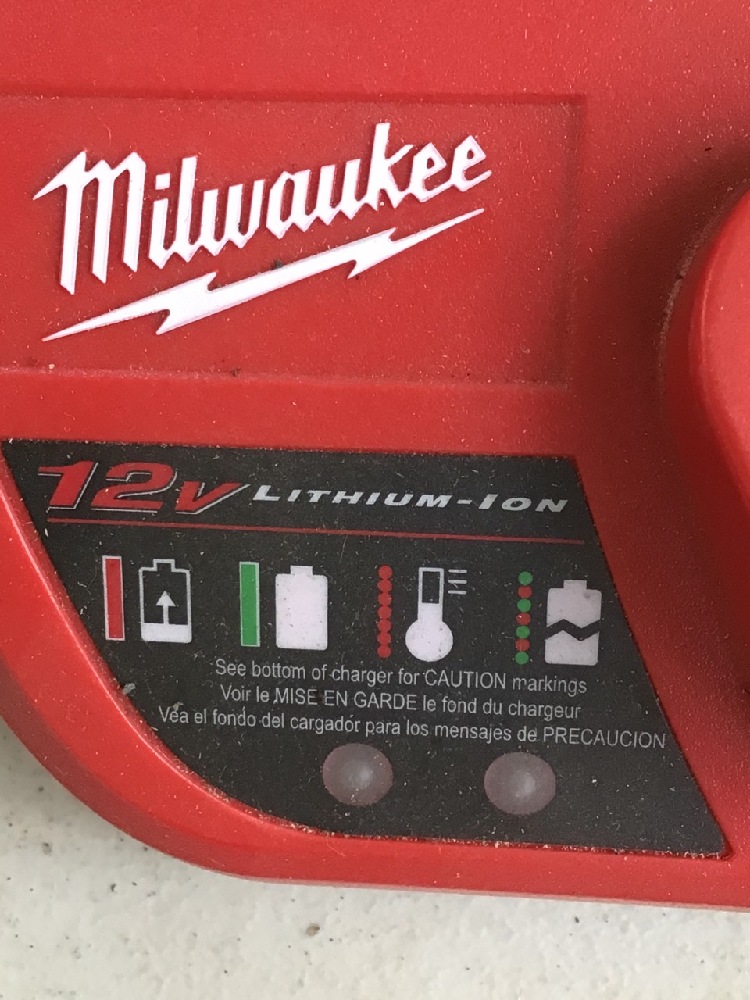 Milwaukee
12V LITHIUM-ION
See bottom of charger for CAUTION markings
Voir le MISE EN GARDE le fond du chargeur
Vea el fondo del cargador para los mensajes de PRECAUCION